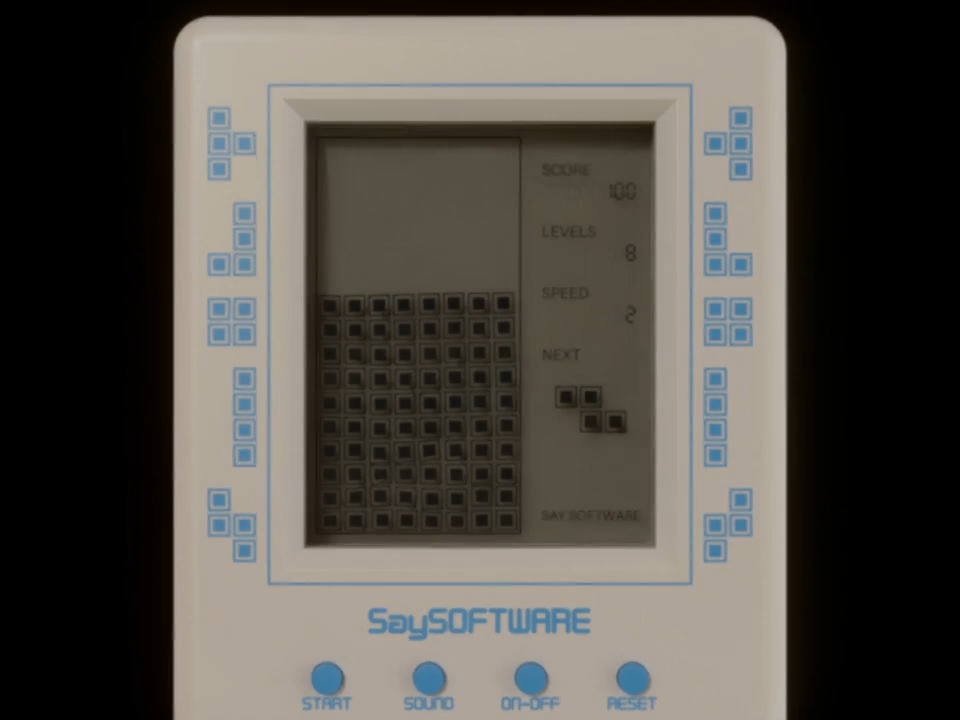 SCORE
100
LEVELS
8
SPEED
2
NEXT
SAY SOFTWARE
SaySOFTWARE
START SOUND ON-OFF RESET